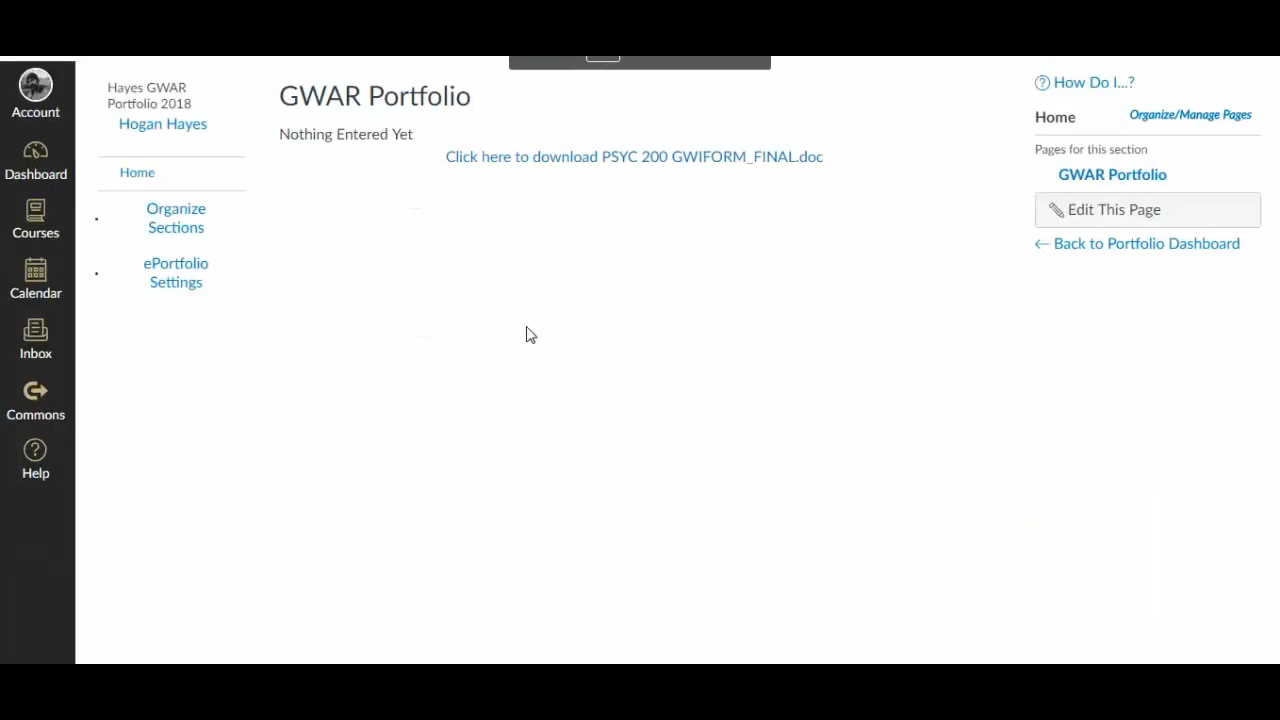 Account
Dashboard
Courses
Calendar
Inbox
Commons
Help
Hayes GWAR
Portfolio 2018
Hogan Hayes
Home
Organize
Sections
ePortfolio
Settings
GWAR Portfolio
Nothing Entered Yet
Click here to download PSYC 200 GWIFORM_FINAL.doc
How Do I...?
Home
Organize/Manage Pages
Pages for this section
GWAR Portfolio
Edit This Page
← Back to Portfolio Dashboard